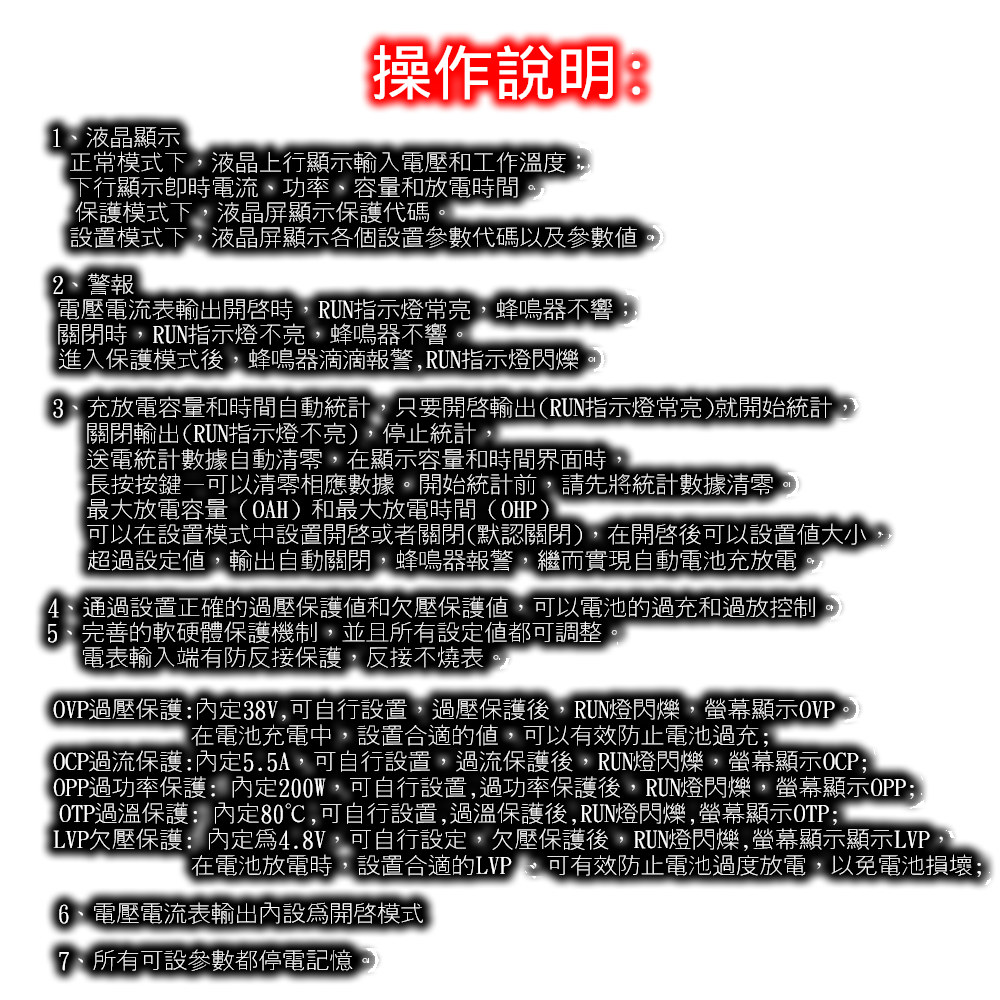 操作說明:
1、液晶顯示
正常模式下，液晶上行顯示輸入電壓和工作溫度；
下行顯示即時電流、功率、容量和放電時間。
保護模式下，液晶屏顯示保護代碼。
設置模式下，液晶屏顯示各個設置參數代碼以及參數值。
2、警報
電壓電流表輸出開啓時，RUN指示燈常亮，蜂鳴器不響；
關閉時，RUN指示燈不亮，蜂鳴器不響。
進入保護模式後，蜂鳴器滴滴報警,RUN指示燈閃爍。
3、充放電容量和時間自動統計，只要開啓輸出(RUN指示燈常亮)就開始統計，
關閉輸出(RUN指示燈不亮)，停止統計，
送電統計數據自動清零，在顯示容量和時間界面時，
長按按鍵一可以清零相應數據。開始統計前，請先將統計數據清零。
最大放電容量（OAH）和最大放電時間（OHP）
可以在設置模式中設置開啓或者關閉(默認關閉)，在開啓後可以設置值大小，
超過設定值，輸出自動關閉，蜂鳴器報警，繼而實現自動電池充放電。
4、通過設置正確的過壓保護值和欠壓保護值，可以電池的過充和過放控制。
5、完善的軟硬體保護機制，並且所有設定值都可調整。
電表輸入端有防反接保護，反接不燒表。
OVP過壓保護:內定38V,可自行設置，過壓保護後，RUN燈閃爍，螢幕顯示OVP。
在電池充電中，設置合適的值，可以有效防止電池過充;
OCP過流保護:內定5.5A，可自行設置，過流保護後，RUN燈閃爍，螢幕顯示OCP;
OPP過功率保護: 內定200W，可自行設置,過功率保護後，RUN燈閃爍，螢幕顯示OPP;
OTP過溫保護: 內定80℃,可自行設置,過溫保護後,RUN燈閃爍,螢幕顯示OTP;
LVP欠壓保護: 內定爲4.8V，可自行設定，欠壓保護後，RUN燈閃爍,螢幕顯示顯示LVP，
在電池放電時，設置合適的LVP ，可有效防止電池過度放電，以免電池損壞;
6、電壓電流表輸出內設爲開啓模式
7、所有可設參數都停電記憶。